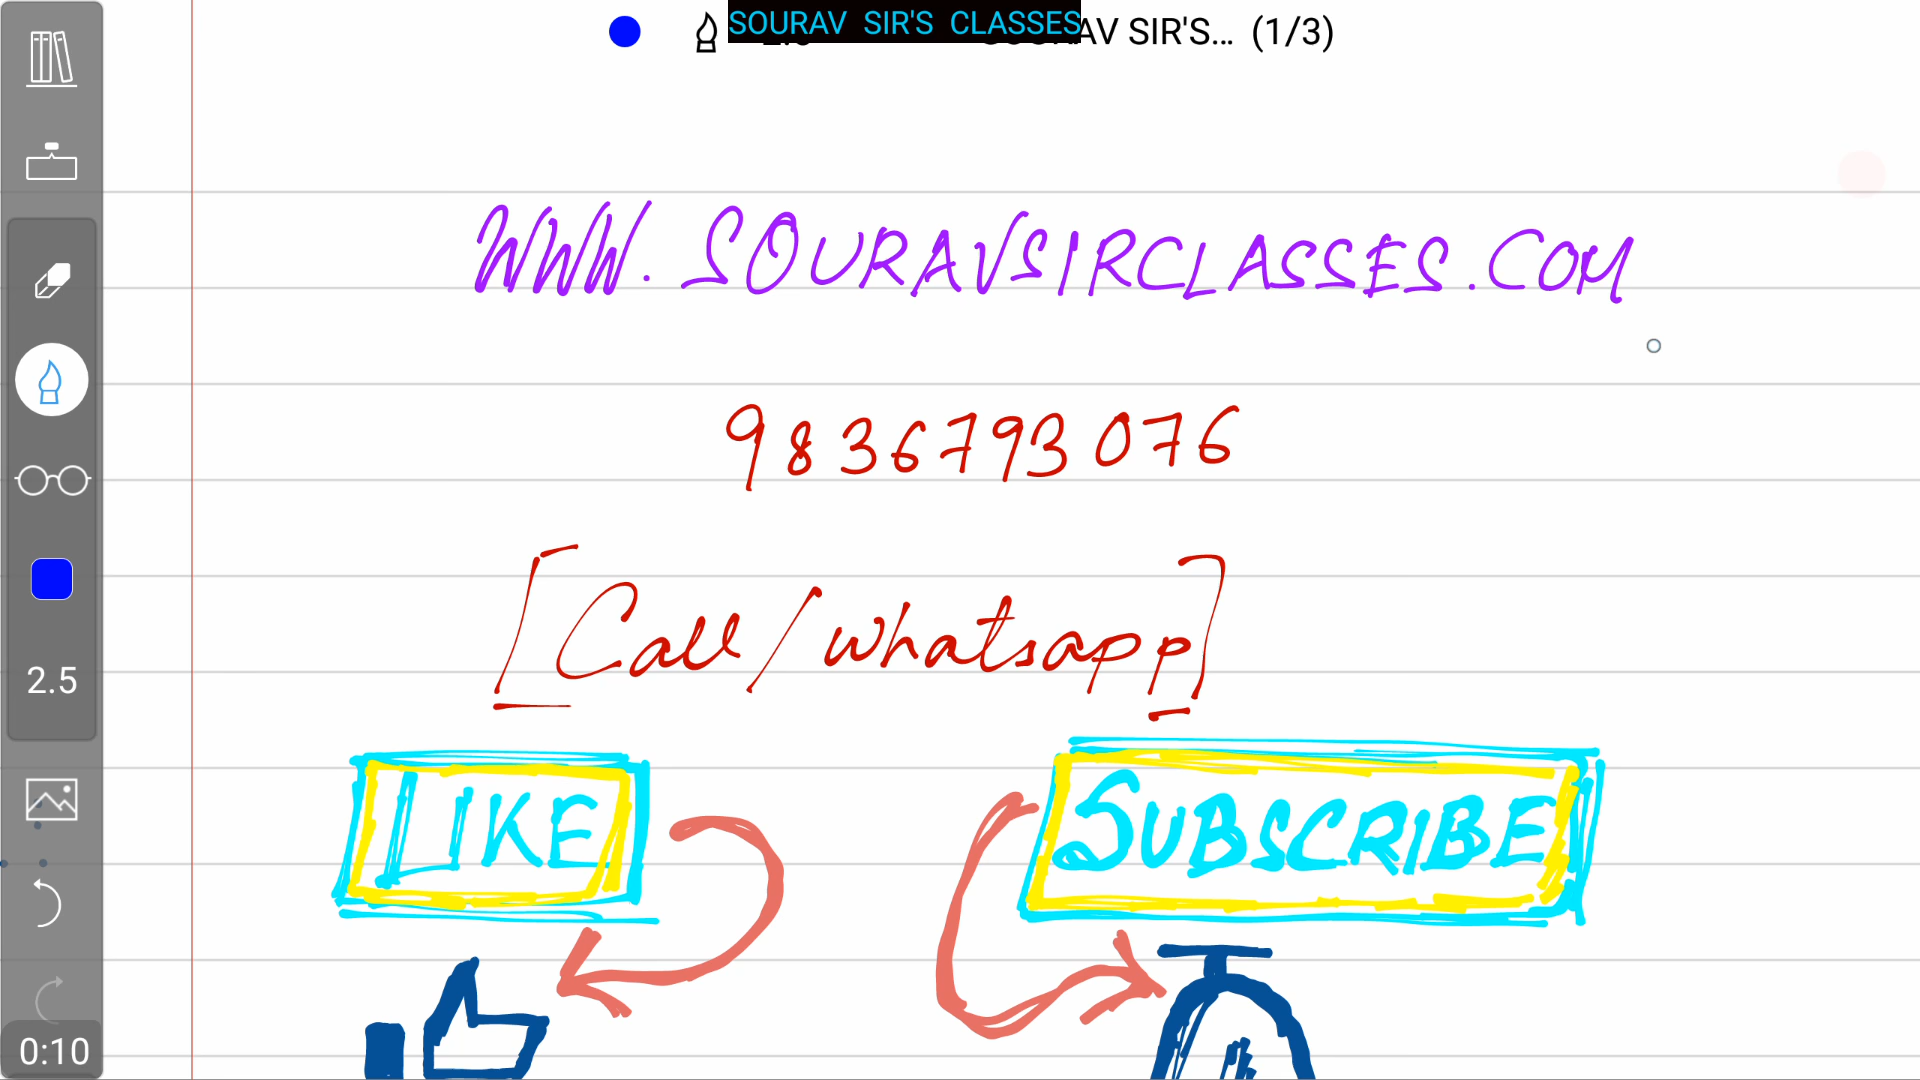 SOURAV SIR'S CLASSES
AV SIR'S... (1/3)
WWW.SOURAVSIRCLASSES.COM
9836793076
[Call/whatsapp]
LIKE SUBSCRIBE
2.5
0:10